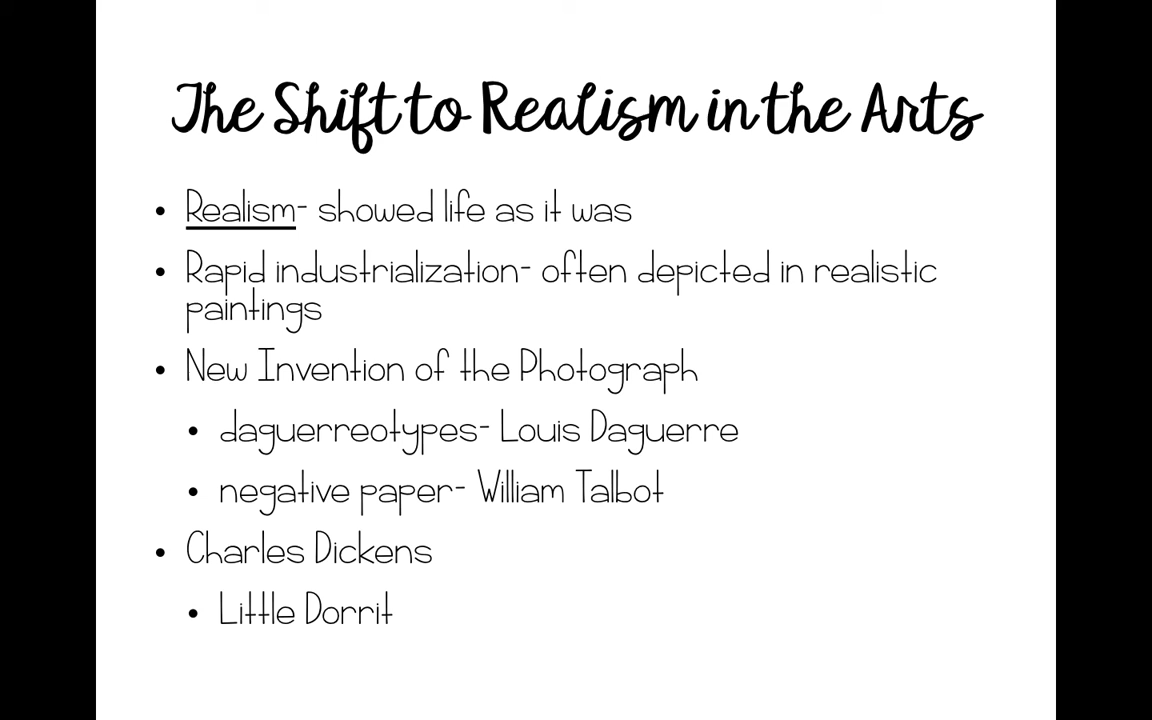 The Shift to Realism in the Arts
• Realism- showed life as it was
• Rapid industrialization- often depicted in realistic
paintings
• New Invention of the Photograph
• daguerreotypes- Louis Daguerre
• negative paper- William Talbot
• Charles Dickens
• Little Dorrit